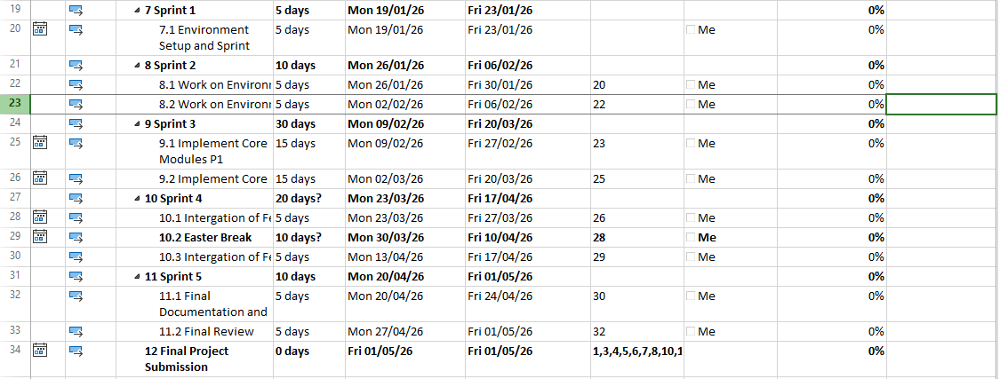 19 7 Sprint 1 5 days Mon 19/01/26 Fri 23/01/26 0%
20 7.1 Environment 5 days Mon 19/01/26 Fri 23/01/26 Me 0%
Setup and Sprint
21 8 Sprint 2 10 days Mon 26/01/26 Fri 06/02/26 0%
22 8.1 Work on Environ 5 days Mon 26/01/26 Fri 30/01/26 20 Me 0%
23 8.2 Work on Environ 5 days Mon 02/02/26 Fri 06/02/26 22 Me 0%
24 9 Sprint 3 30 days Mon 09/02/26 Fri 20/03/26 0%
25 9.1 Implement Core 15 days Mon 09/02/26 Fri 27/02/26 23 Me 0%
Modules P1
26 9.2 Implement Core 15 days Mon 02/03/26 Fri 20/03/26 25 Me 0%
27 10 Sprint 4 20 days? Mon 23/03/26 Fri 17/04/26 0%
28 10.1 Intergation of Fe 5 days Mon 23/03/26 Fri 27/03/26 26 Me 0%
29 10.2 Easter Break 10 days? Mon 30/03/26 Fri 10/04/26 28 Me 0%
30 10.3 Intergation of Fe 5 days Mon 13/04/26 Fri 17/04/26 29 Me 0%
31 11 Sprint 5 10 days Mon 20/04/26 Fri 01/05/26 0%
32 11.1 Final 5 days Mon 20/04/26 Fri 24/04/26 30 Me 0%
Documentation and
33 11.2 Final Review 5 days Mon 27/04/26 Fri 01/05/26 32 Me 0%
34 12 Final Project 0 days Fri 01/05/26 Fri 01/05/26 1,3,4,5,6,7,8,10,1 0%
Submission